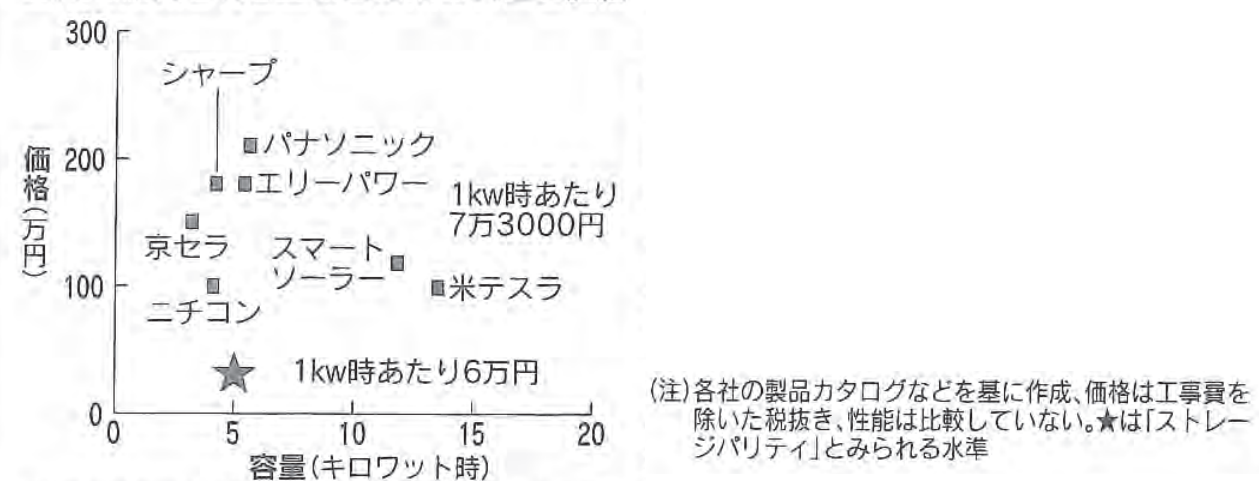 300
シャープ
パナソニック
価格(万円)
200
エリーパワー
1kw時あたり
7万3000円
京セラ
スマート
ソーラー
100
米テスラ
ニチコン
1kw時あたり6万円
0
0
5
10
15
20
容量(キロワット時)
(注)各社の製品カタログなどを基に作成、価格は工事費を
除いた税抜き、性能は比較していない。★は「ストレー
ジパリティ」とみられる水準